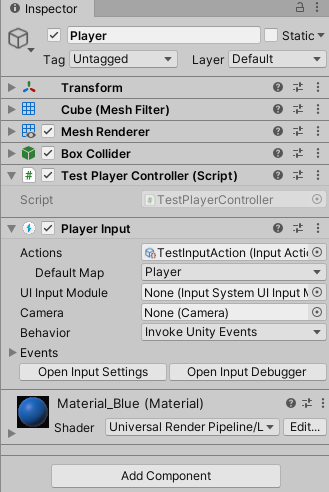 Inspector
Player
Static
Tag Untagged Layer Default
Transform
Cube (Mesh Filter)
Mesh Renderer
Box Collider
# Test Player Controller (Script)
Script # TestPlayerController
Player Input
Actions TestInputAction (Input Acti
Default Map Player
UI Input Module None (Input System UI Input M
Camera None (Camera)
Behavior Invoke Unity Events
Events
Open Input Settings Open Input Debugger
Material_Blue (Material)
Shader Universal Render Pipeline/L Edit...
Add Component